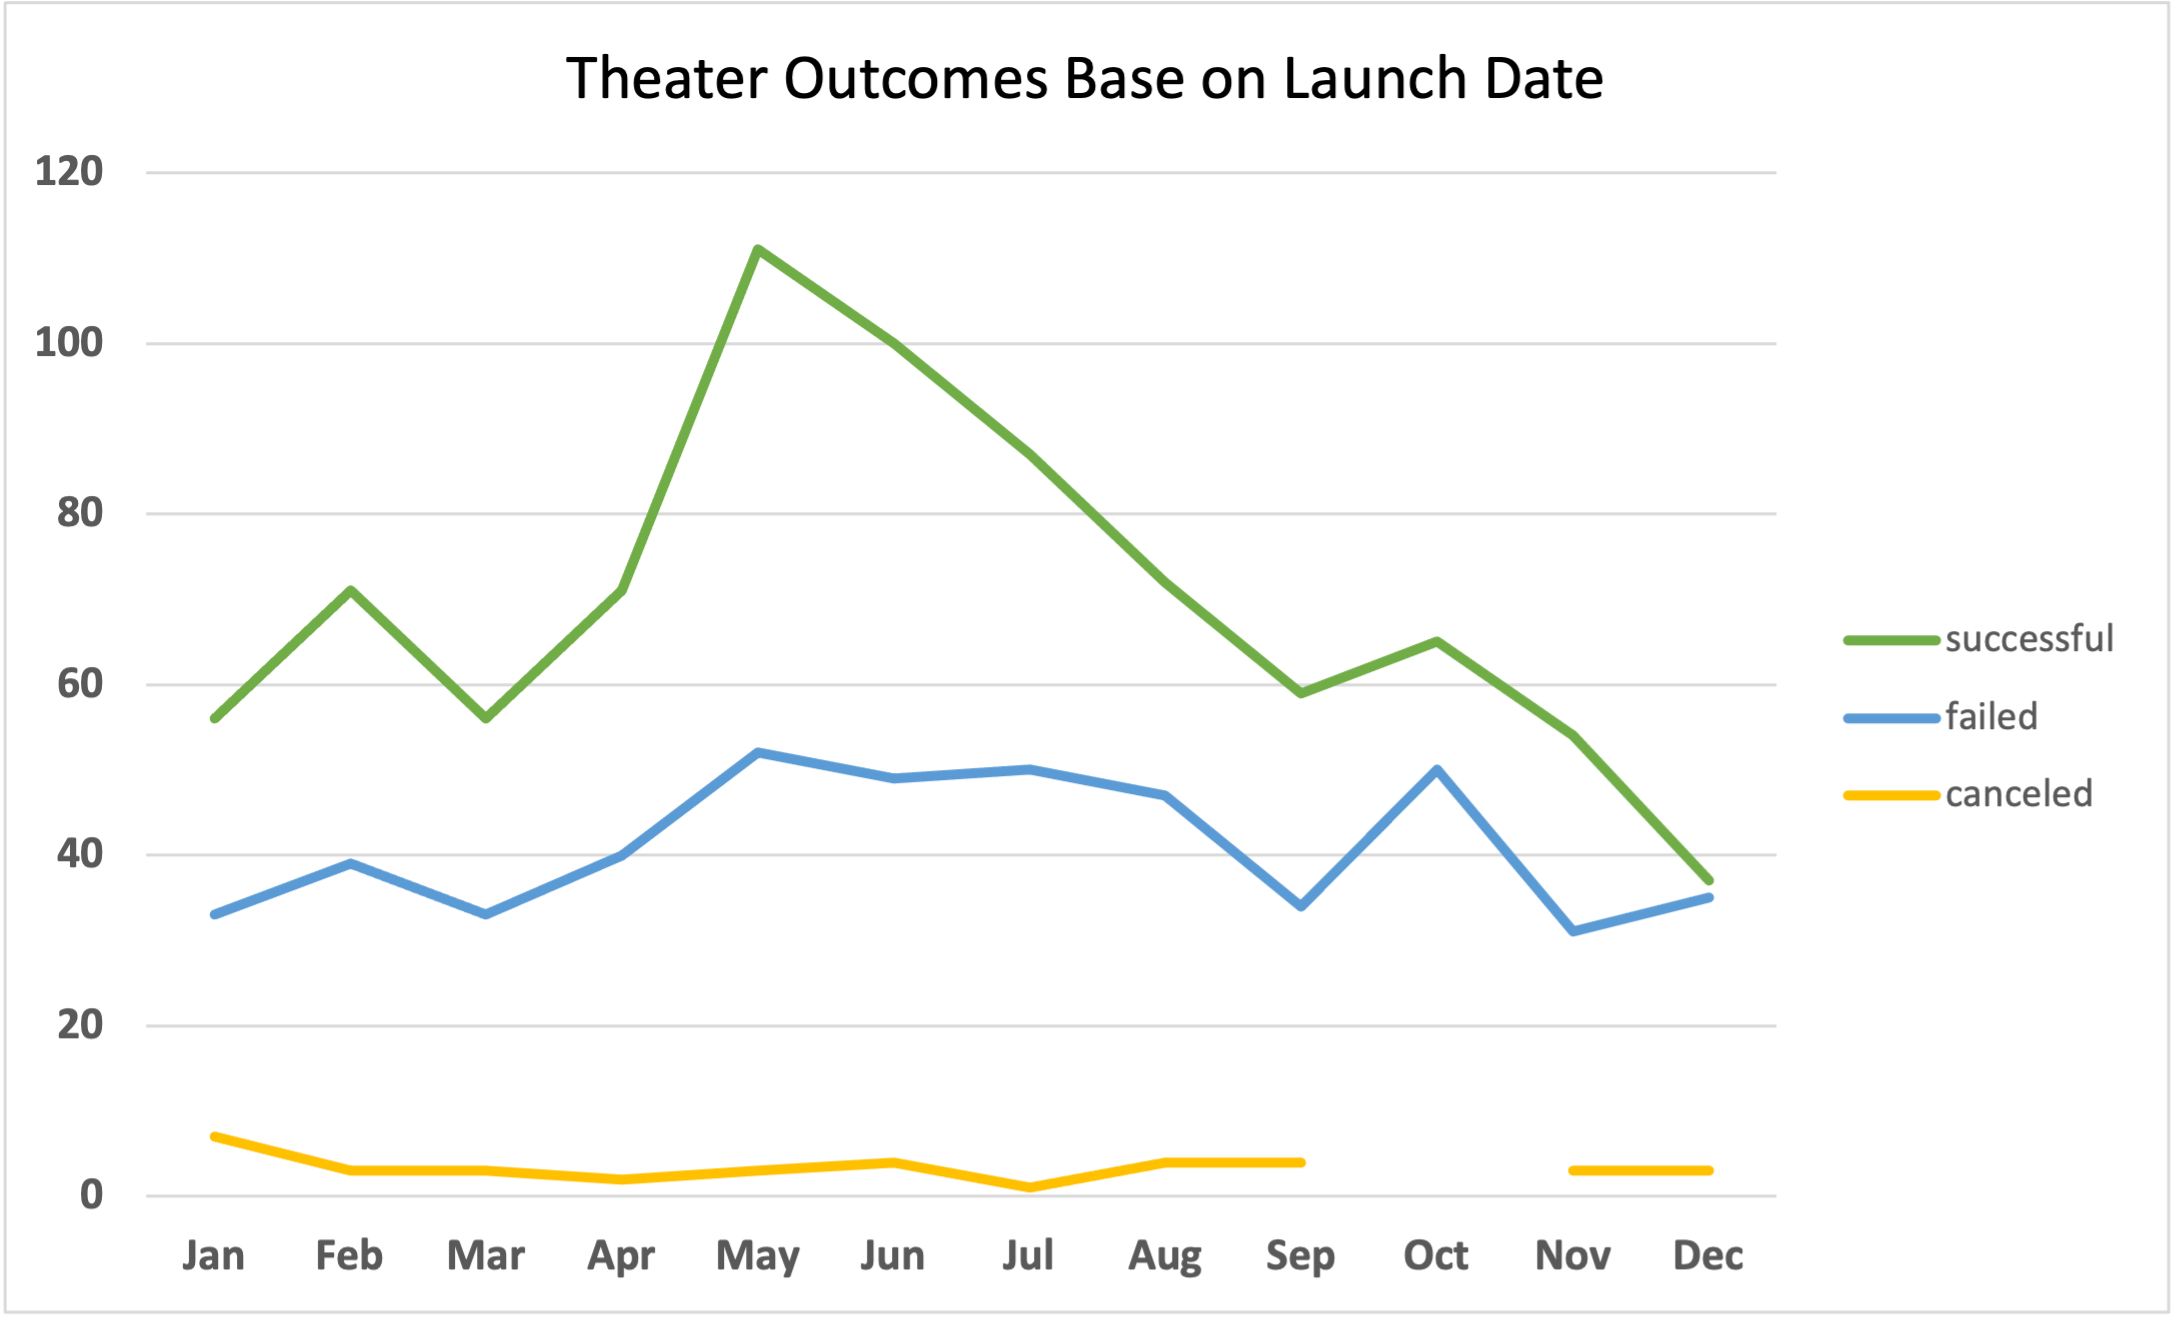 Theater Outcomes Base on Launch Date
120
100
80
60
40
20
0
Jan Feb Mar Apr May Jun Jul Aug Sep Oct Nov Dec
successful
failed
canceled